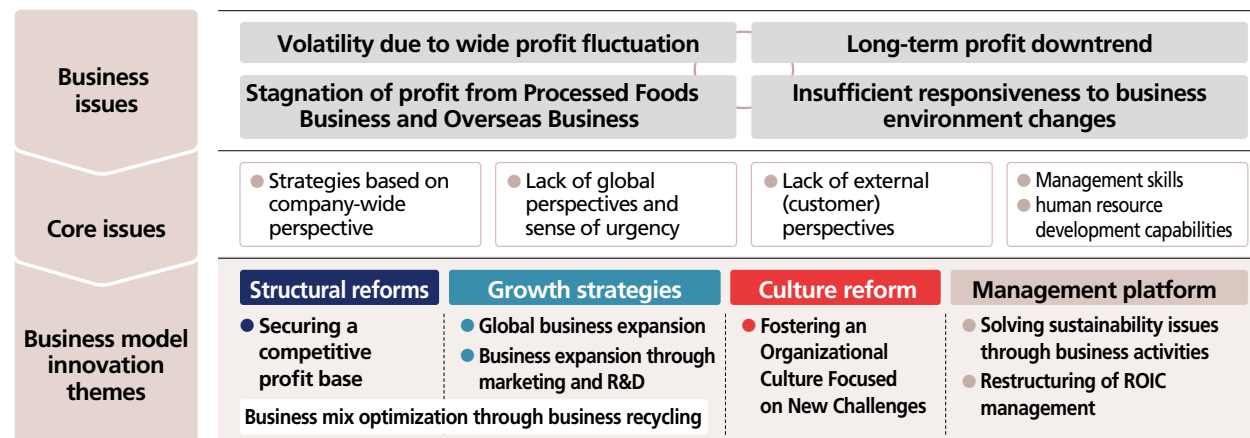 Business
issues
Volatility due to wide profit fluctuation
Long-term profit downtrend
Stagnation of profit from Processed Foods
Business and Overseas Business
Insufficient responsiveness to business
environment changes
Core issues
Strategies based on
company-wide
perspective
Lack of global
perspectives and
sense of urgency
Lack of external
(customer)
perspectives
Management skills
human resource
development capabilities
Business model
innovation
themes
Structural reforms
Securing a
competitive
profit base
Growth strategies
Global business expansion
Business expansion through
marketing and R&D
Business mix optimization through business recycling
Culture reform
Fostering an
Organizational
Culture Focused
on New Challenges
Management platform
Solving sustainability issues
through business activities
Restructuring of ROIC
management